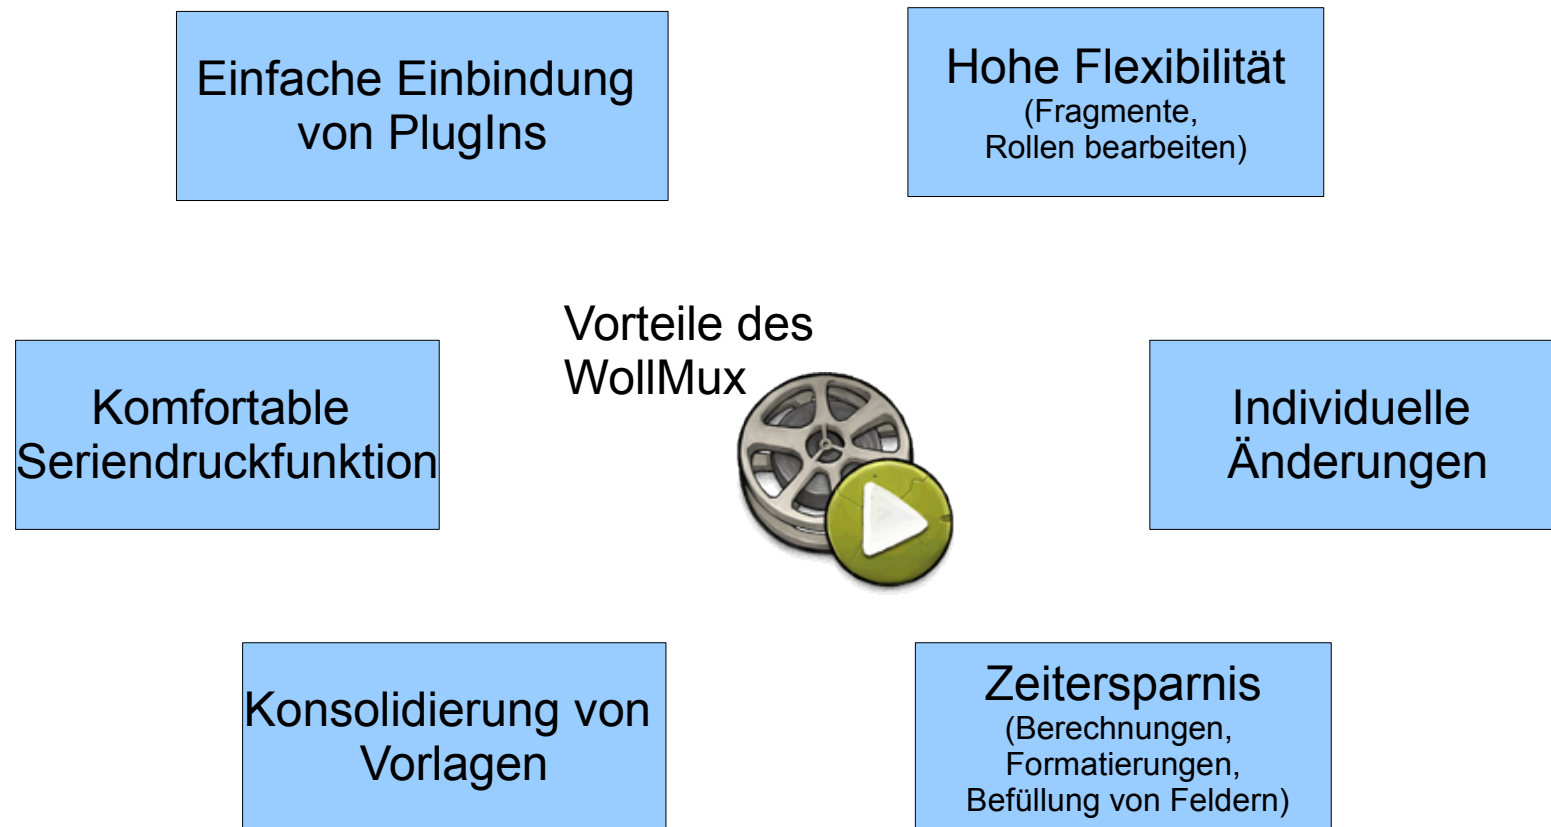 Einfache Einbindung
von PlugIns
Hohe Flexibilität
(Fragmente,
Rollen bearbeiten)
Vorteile des
WollMux
Komfortable
Seriendruckfunktion
Individuelle
Änderungen
Konsolidierung von
Vorlagen
Zeitersparnis
(Berechnungen,
Formatierungen,
Befüllung von Feldern)